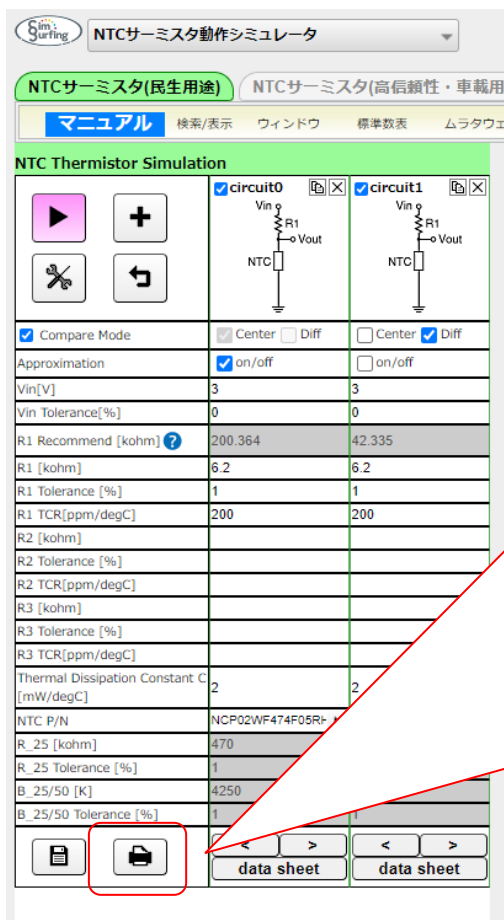 Sim Surfing
NTCサーミスタ動作シミュレータ
NTCサーミスタ(民生用途) NTCサーミスタ(高信頼性・車載用
マニュアル 検索/表示 ウィンドウ 標準数表 ムラタウェ
NTC Thermistor Simulation
circuit0 circuit1
Vin Vin
R1 R1
Vout Vout
NTC NTC
Compare Mode Center Diff Center Diff
Approximation on/off on/off
Vin[V] 3 3
Vin Tolerance[%] 0 0
R1 Recommend [kohm] ? 200.364 42.335
R1 [kohm] 6.2 6.2
R1 Tolerance [%] 1 1
R1 TCR[ppm/degC] 200 200
R2 [kohm]
R2 Tolerance [%]
R2 TCR[ppm/degC]
R3 [kohm]
R3 Tolerance [%]
R3 TCR[ppm/degC]
Thermal Dissipation Constant C
[mW/degC] 2 2
NTC P/N NCP02WF474F05RH
R_25 [kohm] 470
R_25 Tolerance [%] 1
B_25/50 [K] 4250
B_25/50 Tolerance [%] 1 1
< > < >
data sheet data sheet